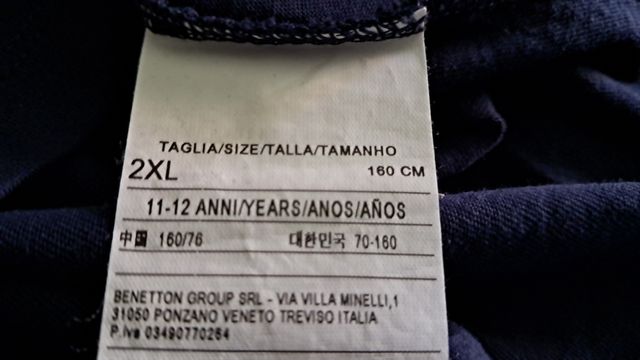 TAGLIA/SIZE/TALLA/TAMANHO
2XL 160 CM
11-12 ANNI/YEARS/ANOS/AÑOS
中国 160/76 대한민국 70-160
BENETTON GROUP SRL - VIA VILLA MINELLI,1
31050 PONZANO VENETO TREVISO ITALIA
P.Iva 03490770264